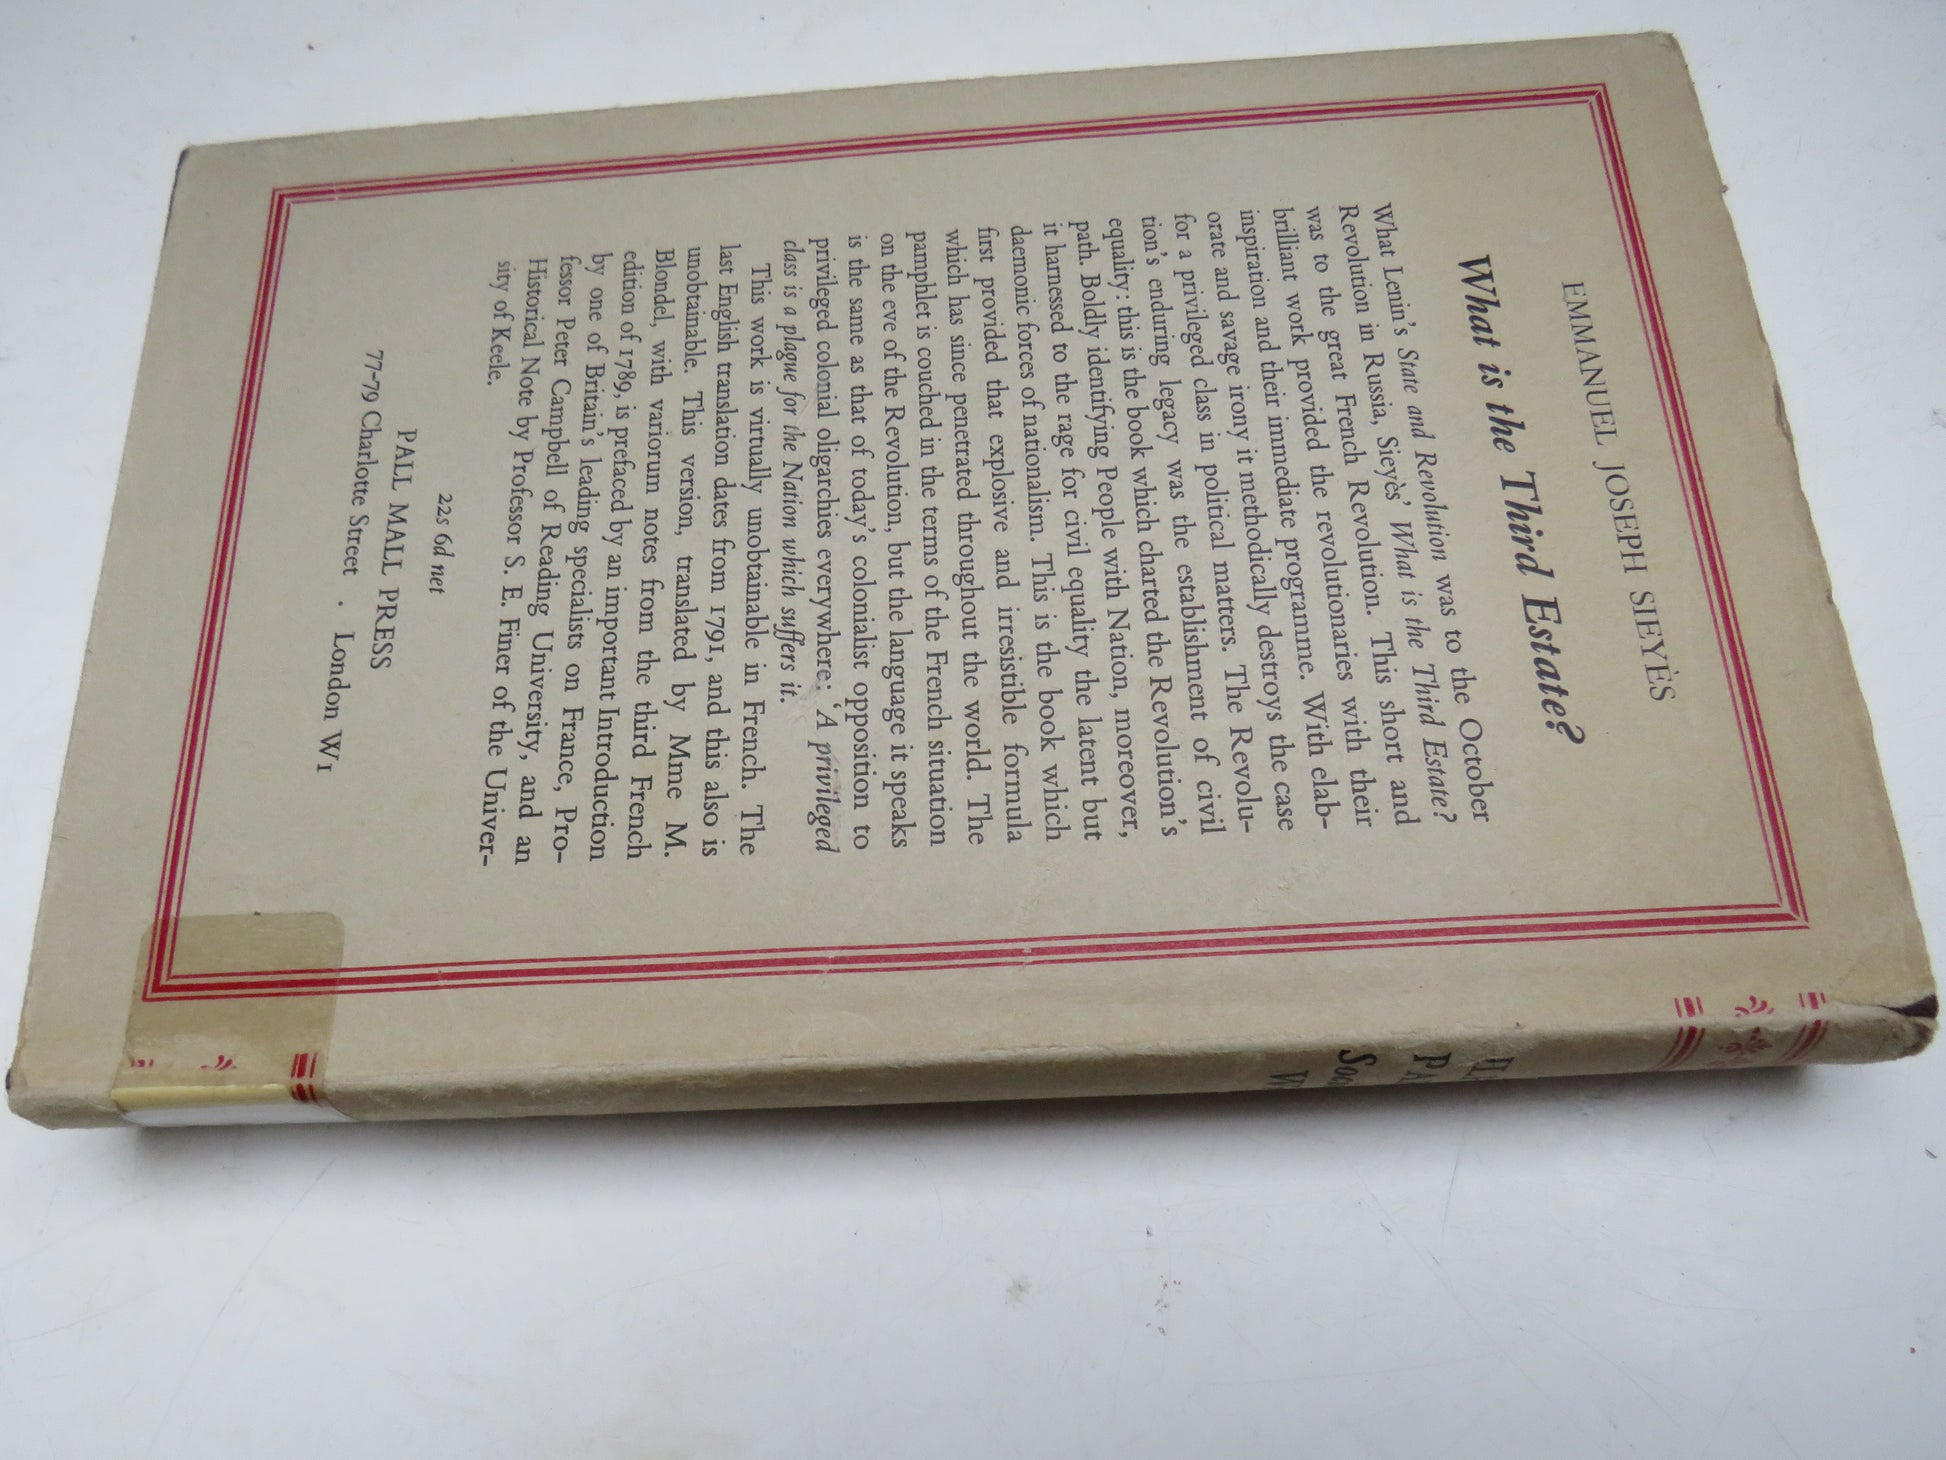 EMMANUEL JOSEPH SIEYÈS
What is the Third Estate?
What Lenin's State and Revolution was to the October
Revolution in Russia, Sieyès' What is the Third Estate?
was to the great French Revolution. This short and
brilliant work provided the revolutionaries with their
inspiration and their immediate programme. With elab-
orate and savage irony it methodically destroys the case
for a privileged class in political matters. The Revolu-
tion's enduring legacy was the establishment of civil
equality: this is the book which charted the Revolution's
path. Boldly identifying People with Nation, moreover,
it harnessed to the rage for civil equality the latent but
daemonic forces of nationalism. This is the book which
first provided that explosive and irresistible formula
which has since penetrated throughout the world. The
pamphlet is couched in the terms of the French situation
on the eve of the Revolution, but the language it speaks
is the same as that of today's colonialist opposition to
privileged colonial oligarchies everywhere: 'A privileged
class is a plague for the Nation which suffers it.
This work is virtually unobtainable in French. The
last English translation dates from 1791, and this also is
unobtainable. This version, translated by Mme M.
Blondel, with variorum notes from the third French
edition of 1789, is prefaced by an important Introduction
by one of Britain's leading specialists on France, Pro-
fessor Peter Campbell of Reading University, and an
Historical Note by Professor S. E. Finer of the Univer-
sity of Keele.
22s 6d net
PALL MALL PRESS
77-79 Charlotte Street . London W1